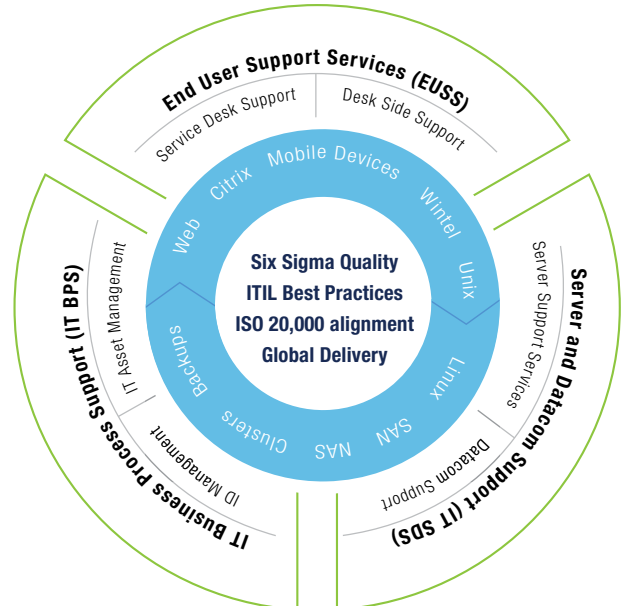 End User Support Services (EUSS)
Service Desk Support
Desk Side Support
Web
Citrix
Mobile Devices
Wintel
Unix
Linux
SAN
NAS
Clusters
Backups
Six Sigma Quality
ITIL Best Practices
ISO 20,000 alignment
Global Delivery
Server and Datacom Support (IT SDS)
Server Support Services
Datacom Support
IT Business Process Support (IT BPS)
IT Asset Management
ID Management